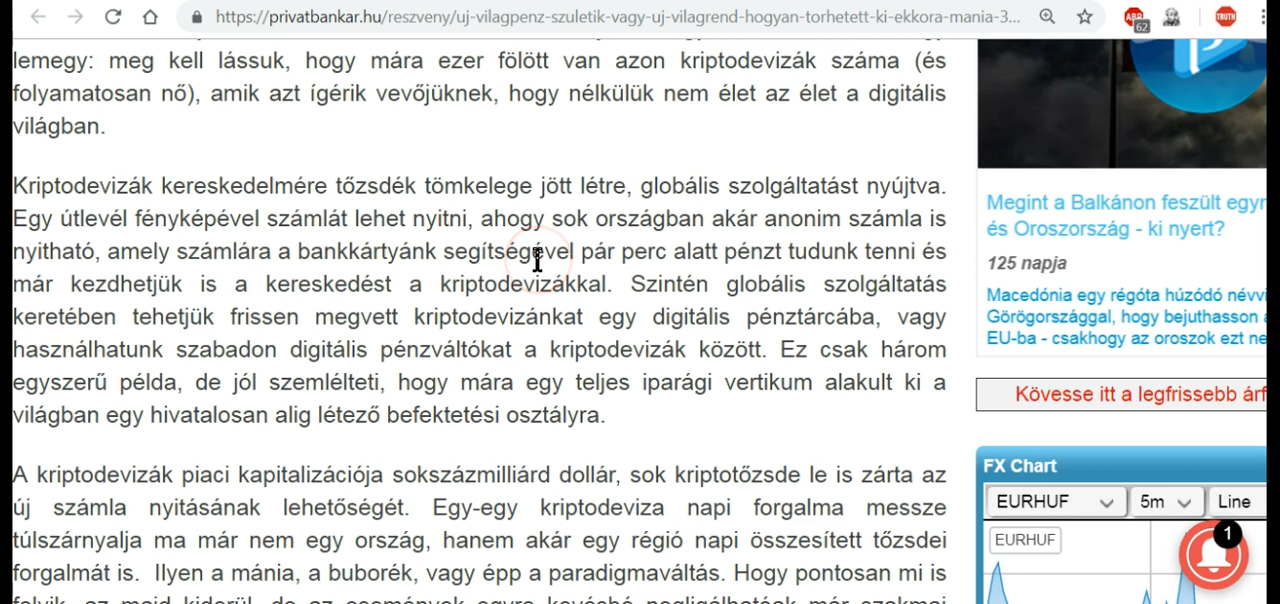 https://privatbankar.hu/reszveny/uj-vilagpenz-szuletik-vagy-uj-vilagrend-hogyan-torhetett-ki-ekkora-mania-3...
ABP
62
TRUTH
lemegy: meg kell lássuk, hogy mára ezer fölött van azon kriptodevizák száma (és
folyamatosan nő), amik azt ígérik vevőjüknek, hogy nélkülük nem élet az élet a digitális
világban.
Kriptodevizák kereskedelmére tőzsdék tömkelege jött létre, globális szolgáltatást nyújtva.
Egy útlevél fényképével számlát lehet nyitni, ahogy sok országban akár anonim számla is
nyitható, amely számlára a bankkártyánk segítségével pár perc alatt pénzt tudunk tenni és
már kezdhetjük is a kereskedést a kriptodevizákkal. Szintén globális szolgáltatás
keretében tehetjük frissen megvett kriptodevizánkat egy digitális pénztárcába, vagy
használhatunk szabadon digitális pénzváltókat a kriptodevizák között. Ez csak három
egyszerű példa, de jól szemlélteti, hogy mára egy teljes iparági vertikum alakult ki a
világban egy hivatalosan alig létező befektetési osztályra.
A kriptodevizák piaci kapitalizációja sokszázmilliárd dollár, sok kriptotőzsde le is zárta az
új számla nyitásának lehetőségét. Egy-egy kriptodeviza napi forgalma messze
túlszárnyalja ma már nem egy ország, hanem akár egy régió napi összesített tőzsdei
forgalmát is. Ilyen a mánia, a buborék, vagy épp a paradigmaváltás. Hogy pontosan mi is
Megint a Balkánon feszült egyr
és Oroszország - ki nyert?
125 napja
Macedónia egy régóta húzódó névvi
Görögországgal, hogy bejuthasson a
EU-ba - csakhogy az oroszok ezt ne
Kövesse itt a legfrissebb árf
FX Chart
EURHUF 5m Line
EURHUF
1